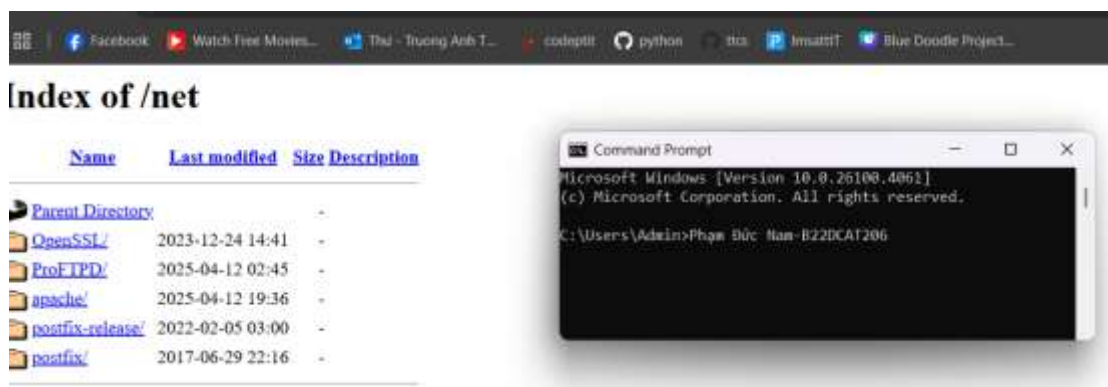 Facebook Watch Free Movies... Thư - Truong Anh T... codeptit python ttcs Blue Doodle Project...
Index of /net
Name Last modified Size Description
Parent Directory -
OpenSSL/ 2023-12-24 14:41 -
ProFTPD/ 2025-04-12 02:45 -
apache/ 2025-04-12 19:36 -
postfix-release/ 2022-02-05 03:00 -
postfix/ 2017-06-29 22:16 -
Command Prompt
Microsoft Windows [Version 10.0.26100.4061]
(c) Microsoft Corporation. All rights reserved.
C:\Users\Admin>Phạm Đức Nam-B22DCAT206